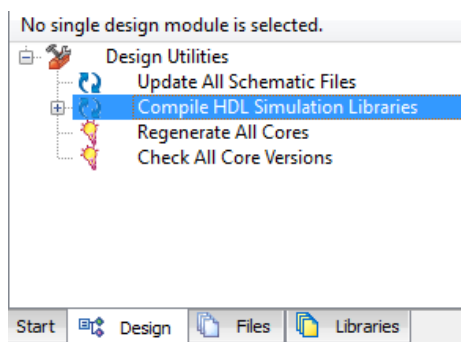 No single design module is selected.
Design Utilities
Update All Schematic Files
Compile HDL Simulation Libraries
Regenerate All Cores
Check All Core Versions
Start Design Files Libraries